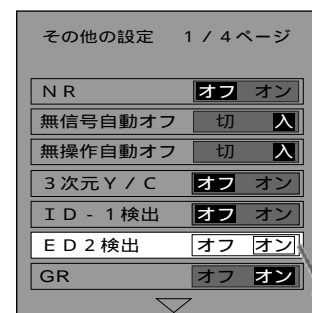 その他の設定 1/4ページ
NR オフ オン
無信号自動オフ 切 入
無操作自動オフ 切 入
3次元Y/C オフ オン
ID-1検出 オフ オン
ED2検出 オフ オン
GR オフ オン